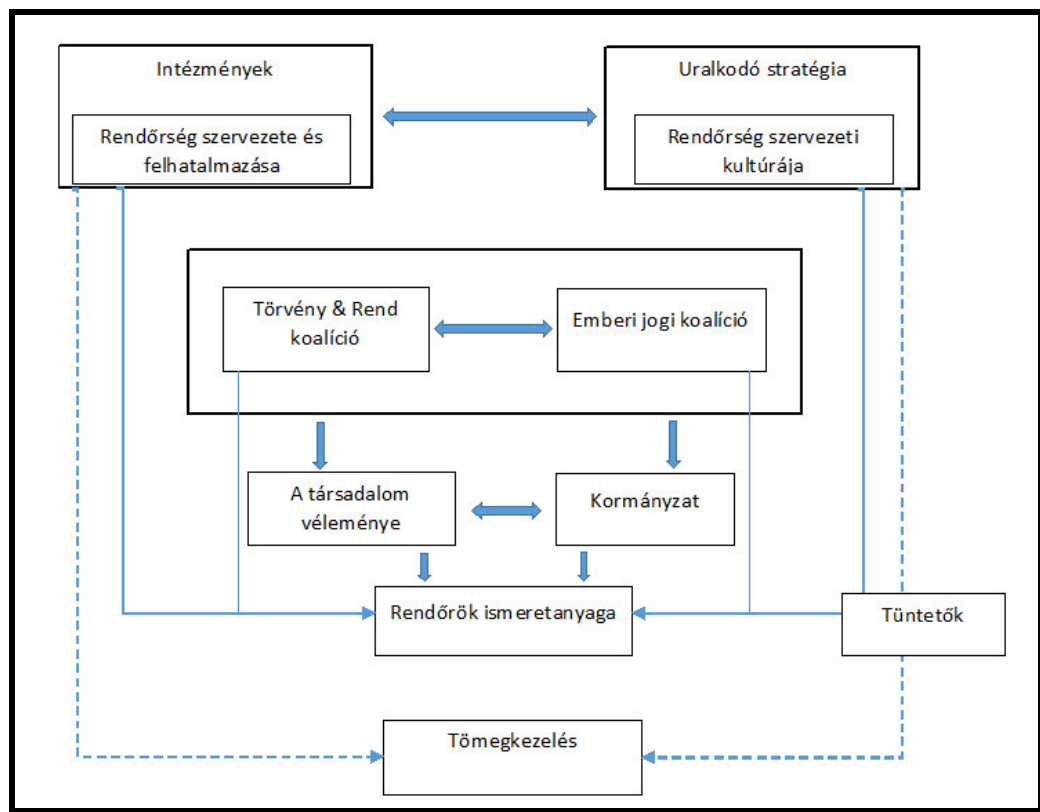 Intézmények
Rendőrség szervezete és
felhatalmazása
Uralkodó stratégia
Rendőrség szervezeti
kultúrája
Törvény & Rend
koalíció
Emberi jogi koalíció
A társadalom
véleménye
Kormányzat
Rendőrök ismeretanyaga
Tüntetők
Tömegkezelés